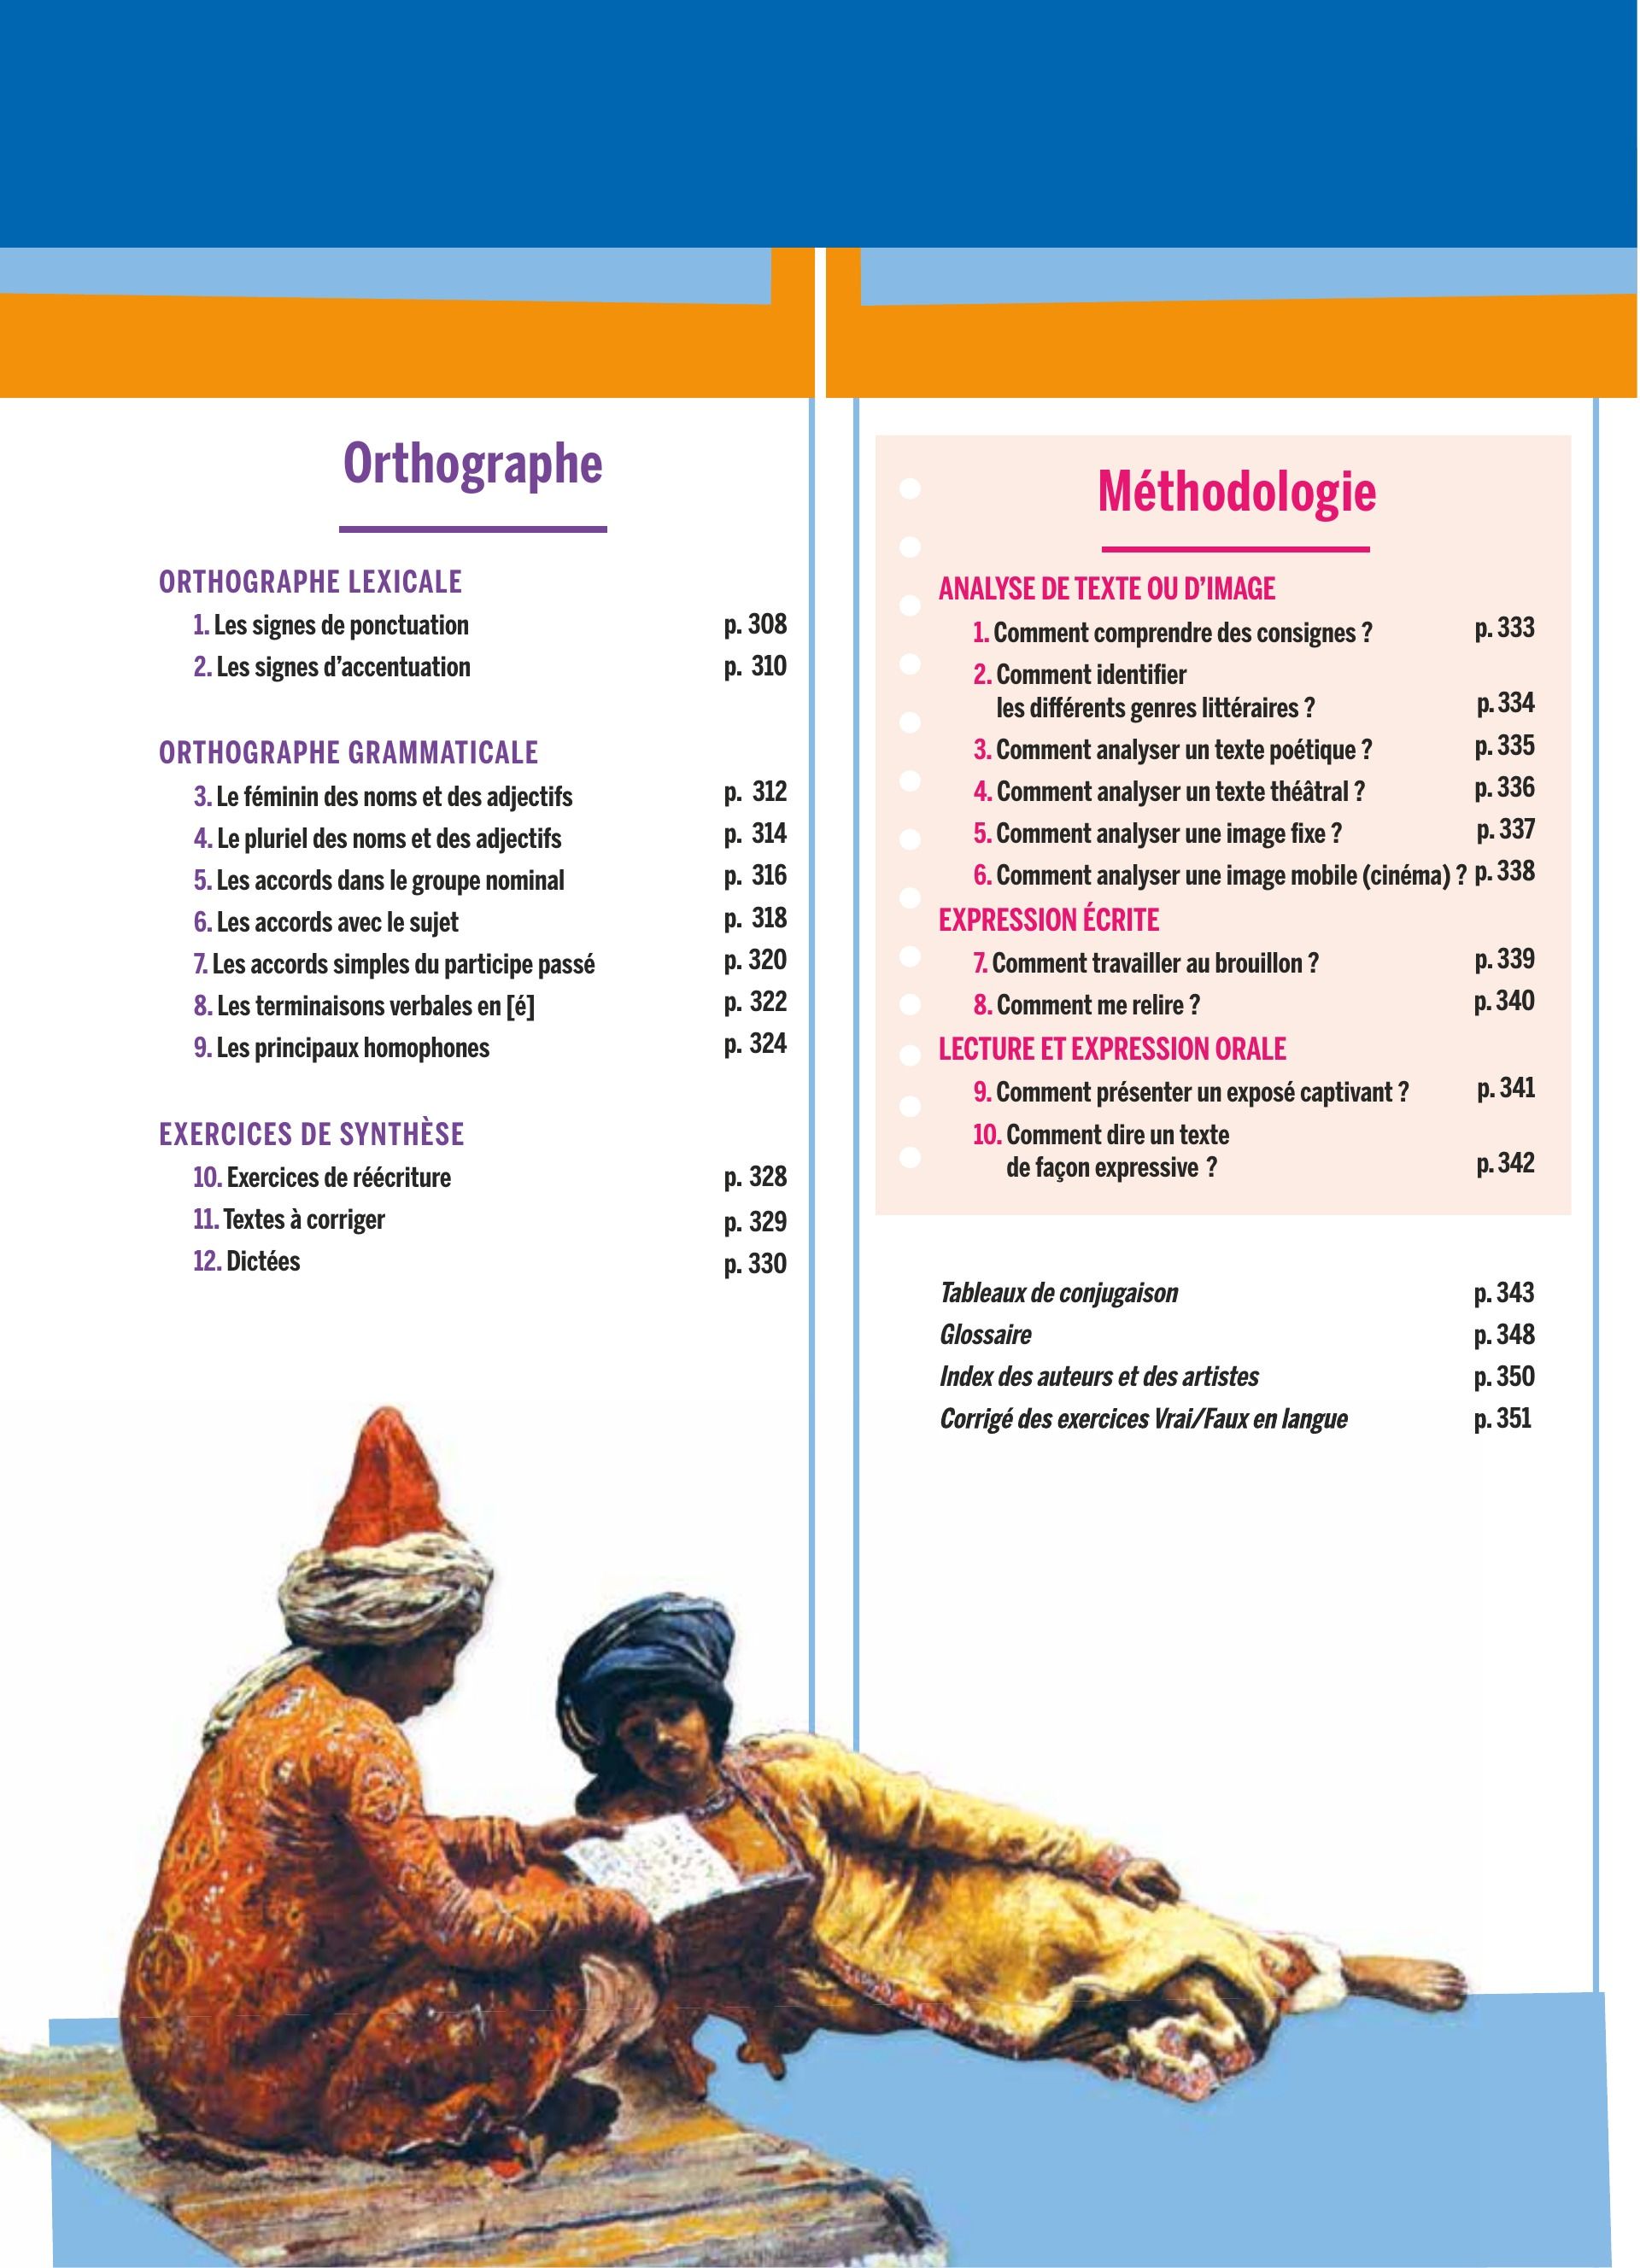 Orthographe
ORTHOGRAPHE LEXICALE
1. Les signes de ponctuation p. 308
2. Les signes d’accentuation p. 310
ORTHOGRAPHE GRAMMATICALE
3. Le féminin des noms et des adjectifs p. 312
4. Le pluriel des noms et des adjectifs p. 314
5. Les accords dans le groupe nominal p. 316
6. Les accords avec le sujet p. 318
7. Les accords simples du participe passé p. 320
8. Les terminaisons verbales en [é] p. 322
9. Les principaux homophones p. 324
EXERCICES DE SYNTHÈSE
10. Exercices de réécriture p. 328
11. Textes à corriger p. 329
12. Dictées p. 330
Méthodologie
ANALYSE DE TEXTE OU D’IMAGE
1. Comment comprendre des consignes ? p. 333
2. Comment identifier
les différents genres littéraires ? p. 334
3. Comment analyser un texte poétique ? p. 335
4. Comment analyser un texte théâtral ? p. 336
5. Comment analyser une image fixe ? p. 337
6. Comment analyser une image mobile (cinéma) ? p. 338
EXPRESSION ÉCRITE
7. Comment travailler au brouillon ? p. 339
8. Comment me relire ? p. 340
LECTURE ET EXPRESSION ORALE
9. Comment présenter un exposé captivant ? p. 341
10. Comment dire un texte
de façon expressive ? p. 342
Tableaux de conjugaison p. 343
Glossaire p. 348
Index des auteurs et des artistes p. 350
Corrigé des exercices Vrai/Faux en langue p. 351